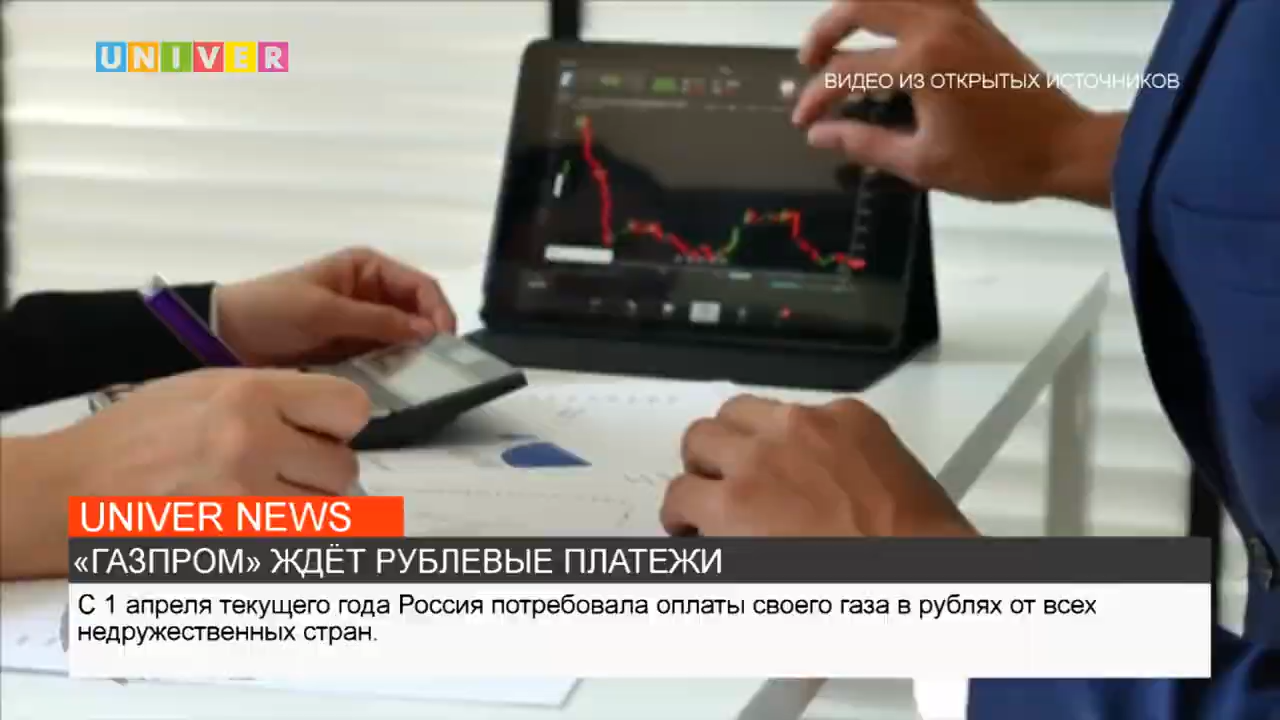 UNIVER
ВИДЕО ИЗ ОТКРЫТЫХ ИСТОЧНИКОВ
UNIVER NEWS
«ГАЗПРОМ» ЖДЁТ РУБЛЕВЫЕ ПЛАТЕЖИ
С 1 апреля текущего года Россия потребовала оплаты своего газа в рублях от всех
недружественных стран.